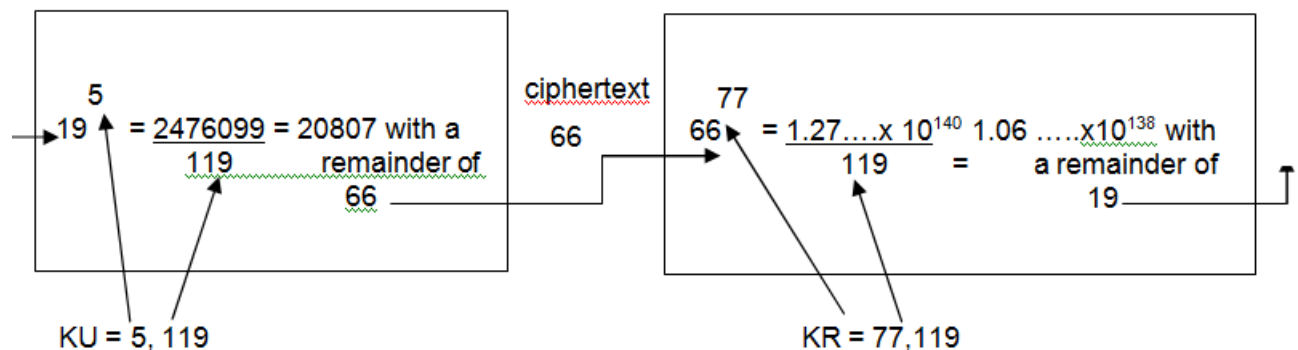 5
19 = 2476099 = 20807 with a
119 remainder of
66
ciphertext
66
77
66 = 1.27....x 10¹⁴⁰ 1.06 .....x10¹³⁸ with
119 = a remainder of
19
KU = 5, 119
KR = 77,119